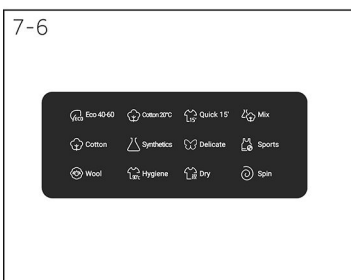 7-6
Eco 40-60 Cotton 20°C Quick 15' Mix
Cotton Synthetics Delicate Sports
Wool Hygiene Dry Spin